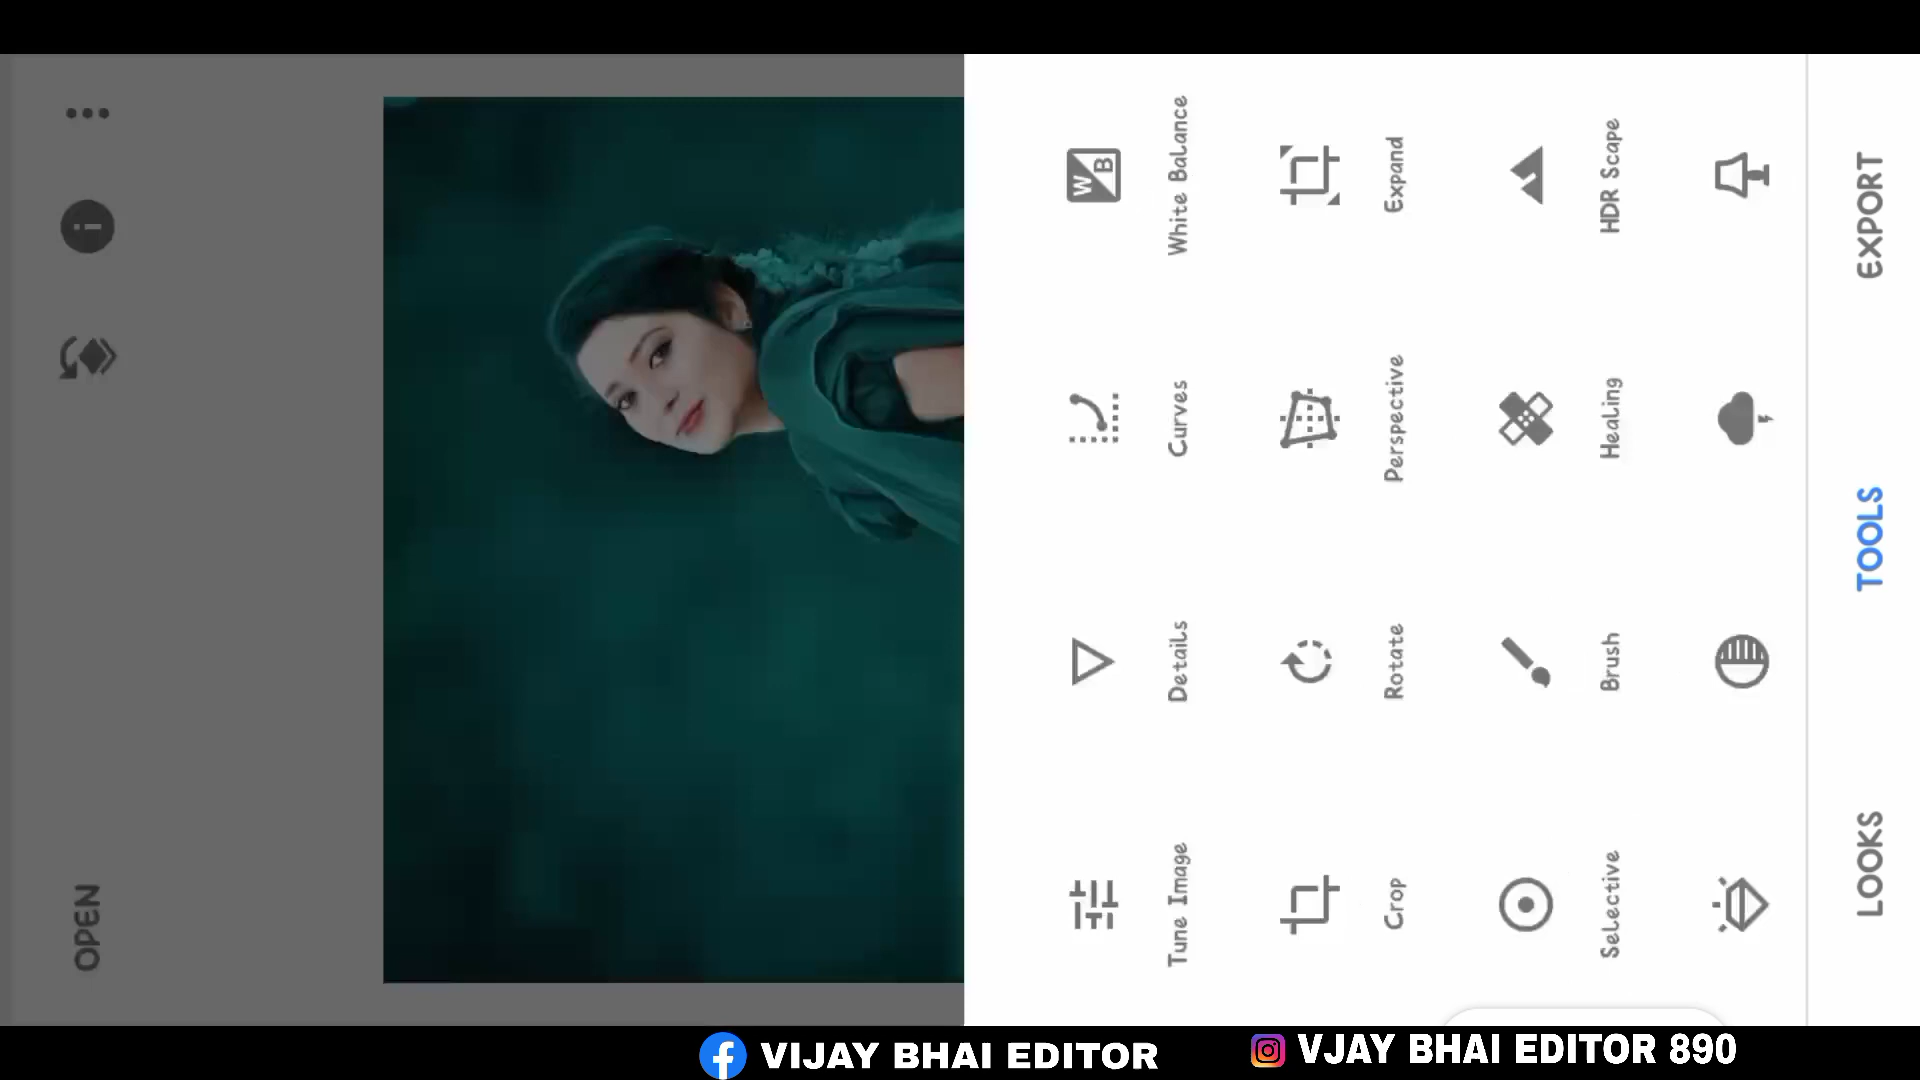 OPEN
Tune Image
Details
Curves
WB
White Balance
Crop
Rotate
Perspective
Expand
Selective
Brush
Healing
HDR Scape
LOOKS
TOOLS
EXPORT
VIJAY BHAI EDITOR
VJAY BHAI EDITOR 890